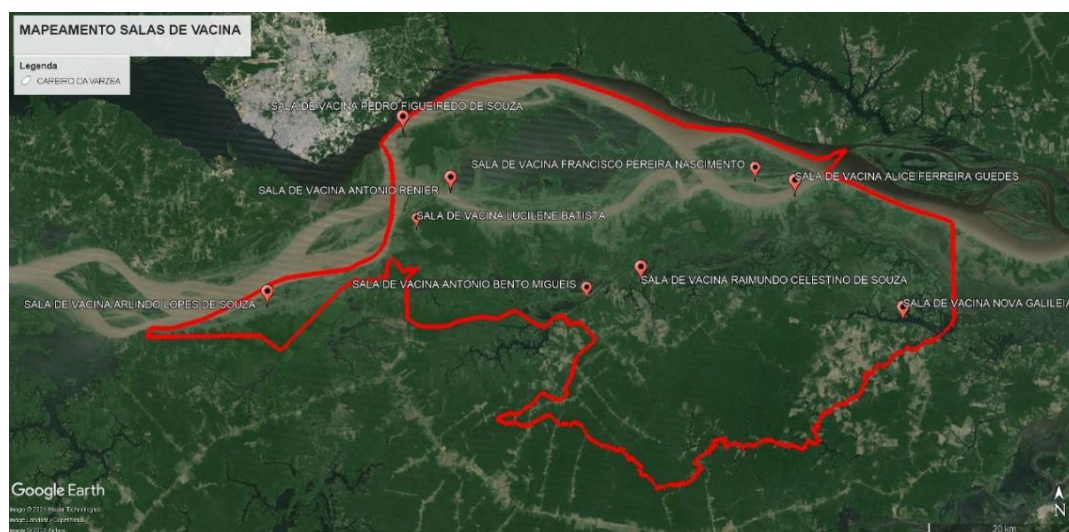 MAPEAMENTO SALAS DE VACINA
Legenda
CAREIRO DA VARZEA
SALA DE VACINA PEDRO FIGUEIREDO DE SOUZA
SALA DE VACINA FRANCISCO PEREIRA NASCIMENTO
SALA DE VACINA ALICE FERREIRA GUEDES
SALA DE VACINA ANTONIO RENIER
SALA DE VACINA LUCILENE BATISTA
SALA DE VACINA RAIMUNDO CELESTINO DE SOUZA
SALA DE VACINA ANTONIO BENTO MIGUEIS
SALA DE VACINA ARLINDO LOPES DE SOUZA
SALA DE VACINA NOVA GALILEIA
Google Earth
Image Landsat / Copernicus
N
20 km